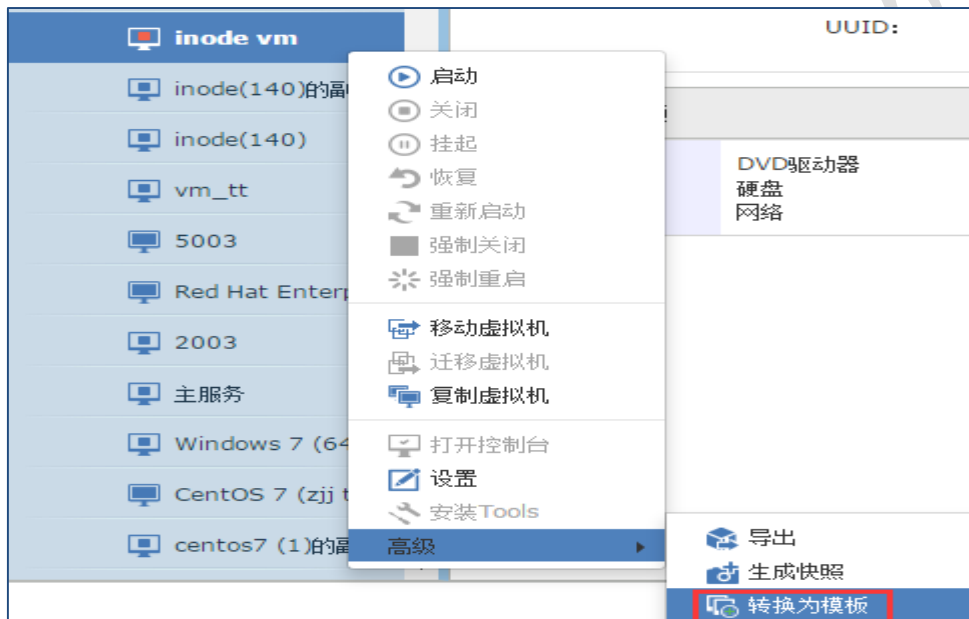 inode vm
inode(140)的副
inode(140)
vm_tt
5003
Red Hat Enterp
2003
主服务
Windows 7 (64
CentOS 7 (zjj t
centos7 (1)的副
启动
关闭
挂起
恢复
重新启动
强制关闭
强制重启
移动虚拟机
迁移虚拟机
复制虚拟机
打开控制台
设置
安装Tools
高级
导出
生成快照
转换为模板
UUID:
DVD驱动器
硬盘
网络